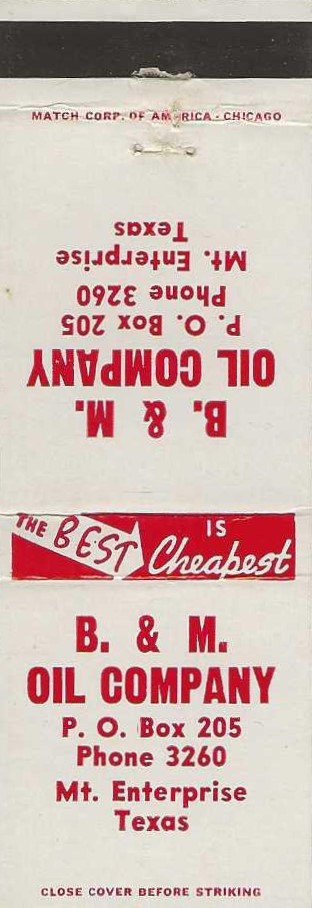 MATCH CORP. OF AMERICA - CHICAGO
B. & M.
OIL COMPANY
P. O. Box 205
Phone 3260
Mt. Enterprise
Texas
THE BEST IS Cheapest
B. & M.
OIL COMPANY
P. O. Box 205
Phone 3260
Mt. Enterprise
Texas
CLOSE COVER BEFORE STRIKING